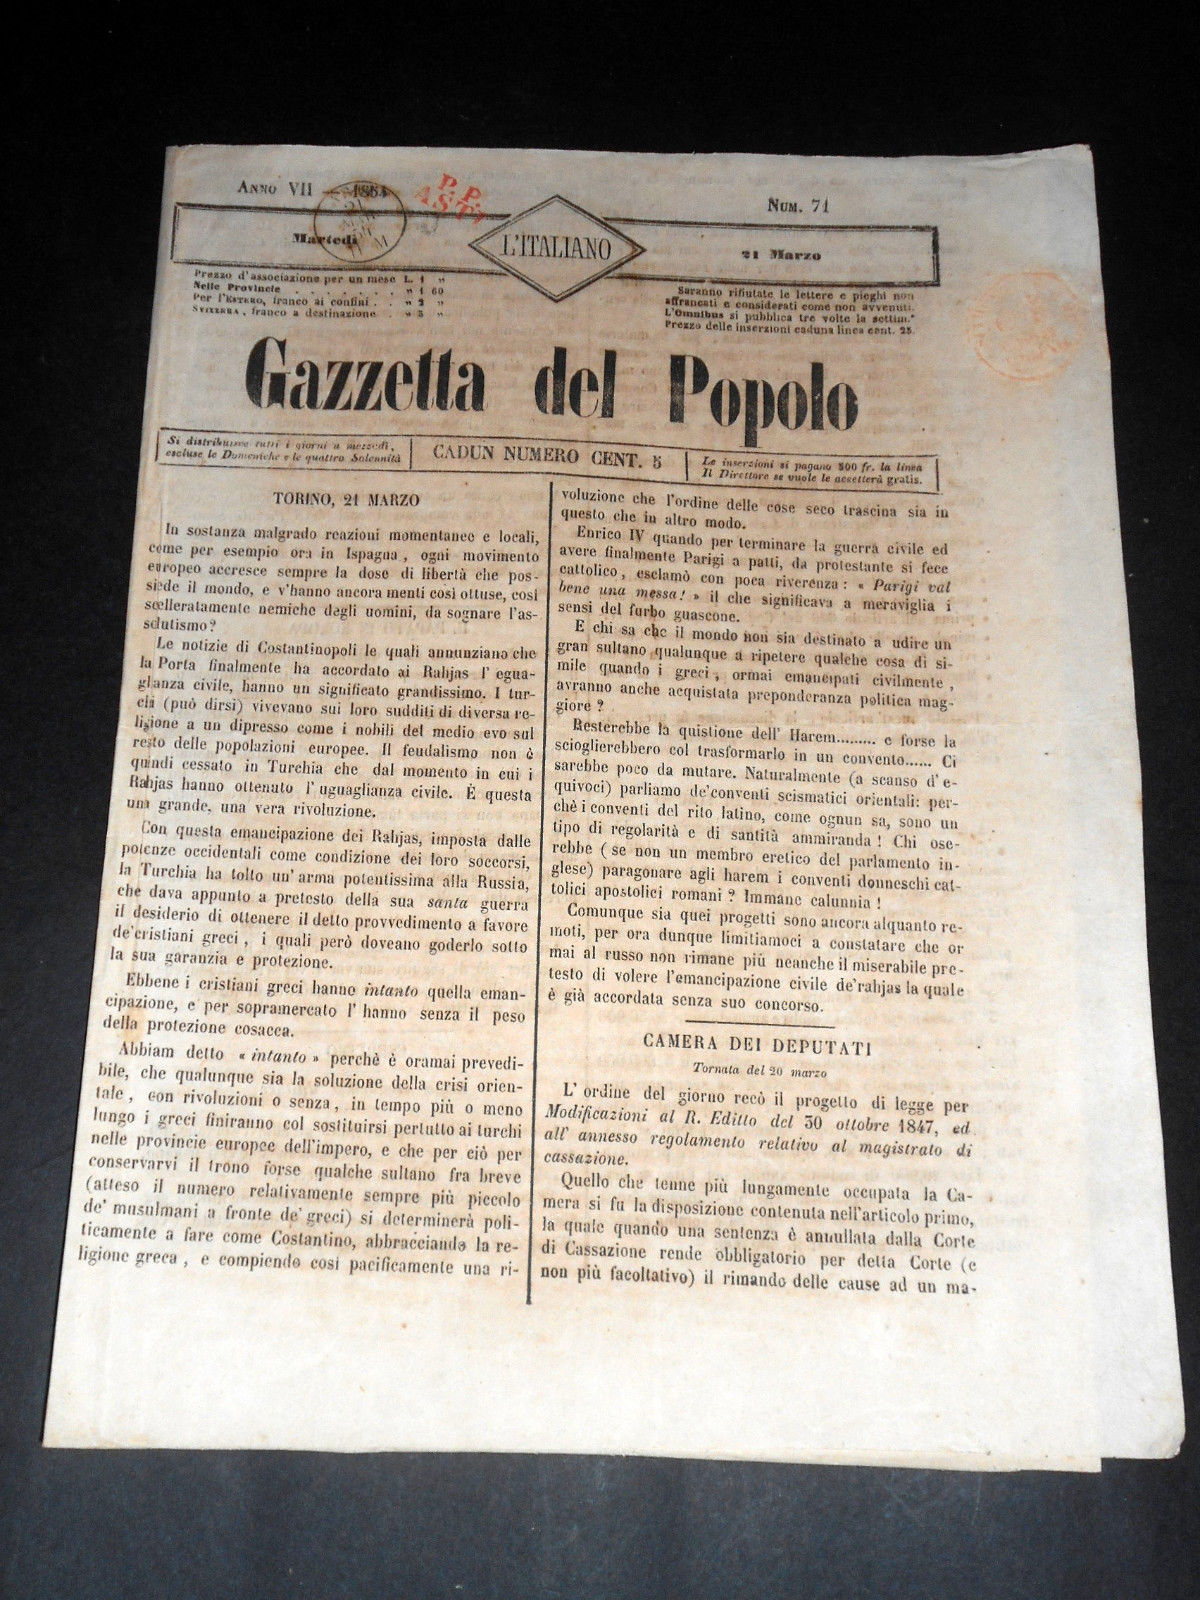 Anno VII — 1854
P. P.
ASTI
Num. 71
Martedì
L'ITALIANO
21 Marzo
Prezzo d'associazione per un mese L. 1 "
Nelle Provincie . . . . . . . " 1 60
Per l'Estero, franco ai confini . . " 2 "
Svizzera, franco a destinazione . " 3 "
Saranno rifiutate le lettere e pieghi non
affrancati e considerati come non avvenuti.
L'Omnibus si pubblica tre volte la settim.ª
Prezzo delle inserzioni caduna linea cent. 25.
Gazzetta del Popolo
Si distribuisce tutti i giorni a mezzodì,
escluse le Domeniche e le quattro Solennità
CADUN NUMERO CENT. 5
Le inserzioni si pagano 500 fr. la linea
Il Direttore se vuole le accetterà gratis.
TORINO, 21 MARZO
In sostanza malgrado reazioni momentanee e locali,
come per esempio ora in Ispagna, ogni movimento
europeo accresce sempre la dose di libertà che pos-
siede il mondo, e v'hanno ancora menti così ottuse, così
scelleratamente nemiche degli uomini, da sognare l'as-
solutismo?
Le notizie di Costantinopoli le quali annunziano che
la Porta finalmente ha accordato ai Rahjas l'egua-
glianza civile, hanno un significato grandissimo. I tur-
chi (può dirsi) vivevano sui loro sudditi di diversa re-
ligione a un dipresso come i nobili del medio evo sul
resto delle popolazioni europee. Il feudalismo non è
quindi cessato in Turchia che dal momento in cui i
Rahjas hanno ottenuto l'uguaglianza civile. È questa
una grande, una vera rivoluzione.
Con questa emancipazione dei Rahjas, imposta dalle
potenze occidentali come condizione dei loro soccorsi,
la Turchia ha tolto un'arma potentissima alla Russia,
che dava appunto a pretesto della sua santa guerra
il desiderio di ottenere il detto provvedimento a favore
de'cristiani greci, i quali però doveano goderlo sotto
la sua garanzia e protezione.
Ebbene i cristiani greci hanno intanto quella eman-
cipazione, e per sopramercato l'hanno senza il peso
della protezione cosacca.
Abbiam detto « intanto » perchè è oramai prevedi-
bile, che qualunque sia la soluzione della crisi orien-
tale, con rivoluzioni o senza, in tempo più o meno
lungo i greci finiranno col sostituirsi pertutto ai turchi
nelle provincie europee dell'impero, e che per ciò per
conservarvi il trono forse qualche sultano fra breve
(atteso il numero relativamente sempre più piccolo
de'musulmani a fronte de'greci) si determinerà poli-
ticamente a fare come Costantino, abbracciando la re-
ligione greca, e compiendo così pacificamente una ri-
voluzione che l'ordine delle cose seco trascina sia in
questo che in altro modo.
Enrico IV quando per terminare la guerra civile ed
avere finalmente Parigi a patti, da protestante si fece
cattolico, esclamò con poca riverenza: « Parigi val
bene una messa! » il che significava a meraviglia i
sensi del furbo guascone.
E chi sa che il mondo non sia destinato a udire un
gran sultano qualunque a ripetere qualche cosa di si-
mile quando i greci, ormai emancipati civilmente,
avranno anche acquistata preponderanza politica mag-
giore?
Resterebbe la quistione dell'Harem......... e forse la
scioglierebbero col trasformarlo in un convento...... Ci
sarebbe poco da mutare. Naturalmente (a scanso d'e-
quivoci) parliamo de'conventi scismatici orientali: per-
chè i conventi del rito latino, come ognun sa, sono un
tipo di regolarità e di santità ammiranda! Chi ose-
rebbe (se non un membro eretico del parlamento in-
glese) paragonare agli harem i conventi donneschi cat-
tolici apostolici romani? Immane calunnia!
Comunque sia quei progetti sono ancora alquanto re-
moti, per ora dunque limitiamoci a constatare che or
mai al russo non rimane più neanche il miserabile pre-
testo di volere l'emancipazione civile de'rahjas la quale
è già accordata senza suo concorso.
CAMERA DEI DEPUTATI
Tornata del 20 marzo
L'ordine del giorno recò il progetto di legge per
Modificazioni al R. Editto del 30 ottobre 1847, ed
all'annesso regolamento relativo al magistrato di
cassazione.
Quello che tenne più lungamente occupata la Ca-
mera si fu la disposizione contenuta nell'articolo primo,
la quale quando una sentenza è annullata dalla Corte
di Cassazione rende obbligatorio per detta Corte (e
non più facoltativo) il rimando delle cause ad un ma-